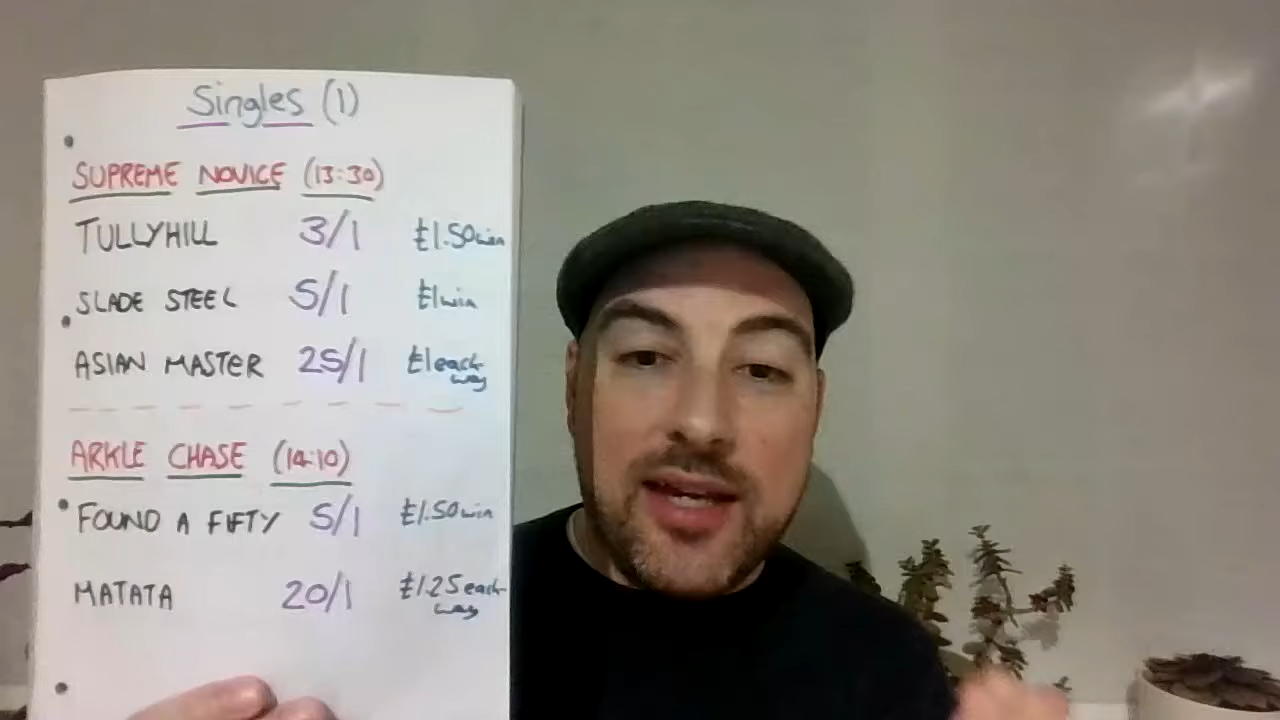 Singles (1)
SUPREME NOVICE (13:30)
TULLYHILL 3/1 £1.50 win
SLADE STEEL 5/1 £1 win
ASIAN MASTER 25/1 £1 each way
ARKLE CHASE (14:10)
FOUND A FIFTY 5/1 £1.50 win
MATATA 20/1 £1.25 each way